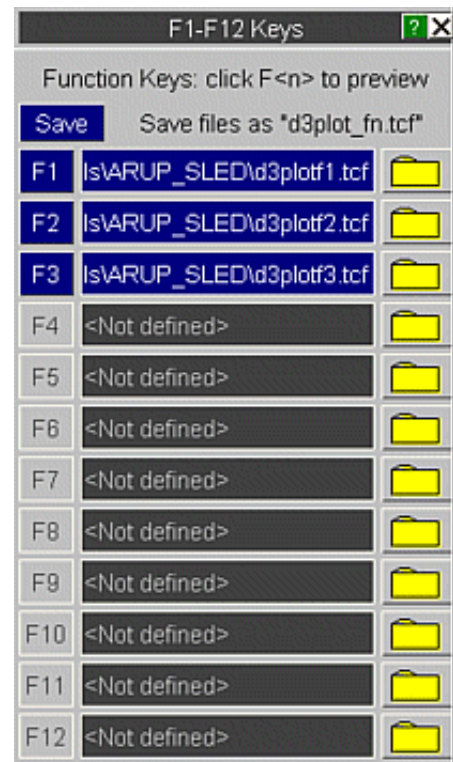 F1-F12 Keys ? X
Function Keys: click F<n> to preview
Save Save files as "d3plot_fn.tcf"
F1 ls\ARUP_SLED\d3plotf1.tcf
F2 ls\ARUP_SLED\d3plotf2.tcf
F3 ls\ARUP_SLED\d3plotf3.tcf
F4 <Not defined>
F5 <Not defined>
F6 <Not defined>
F7 <Not defined>
F8 <Not defined>
F9 <Not defined>
F10 <Not defined>
F11 <Not defined>
F12 <Not defined>